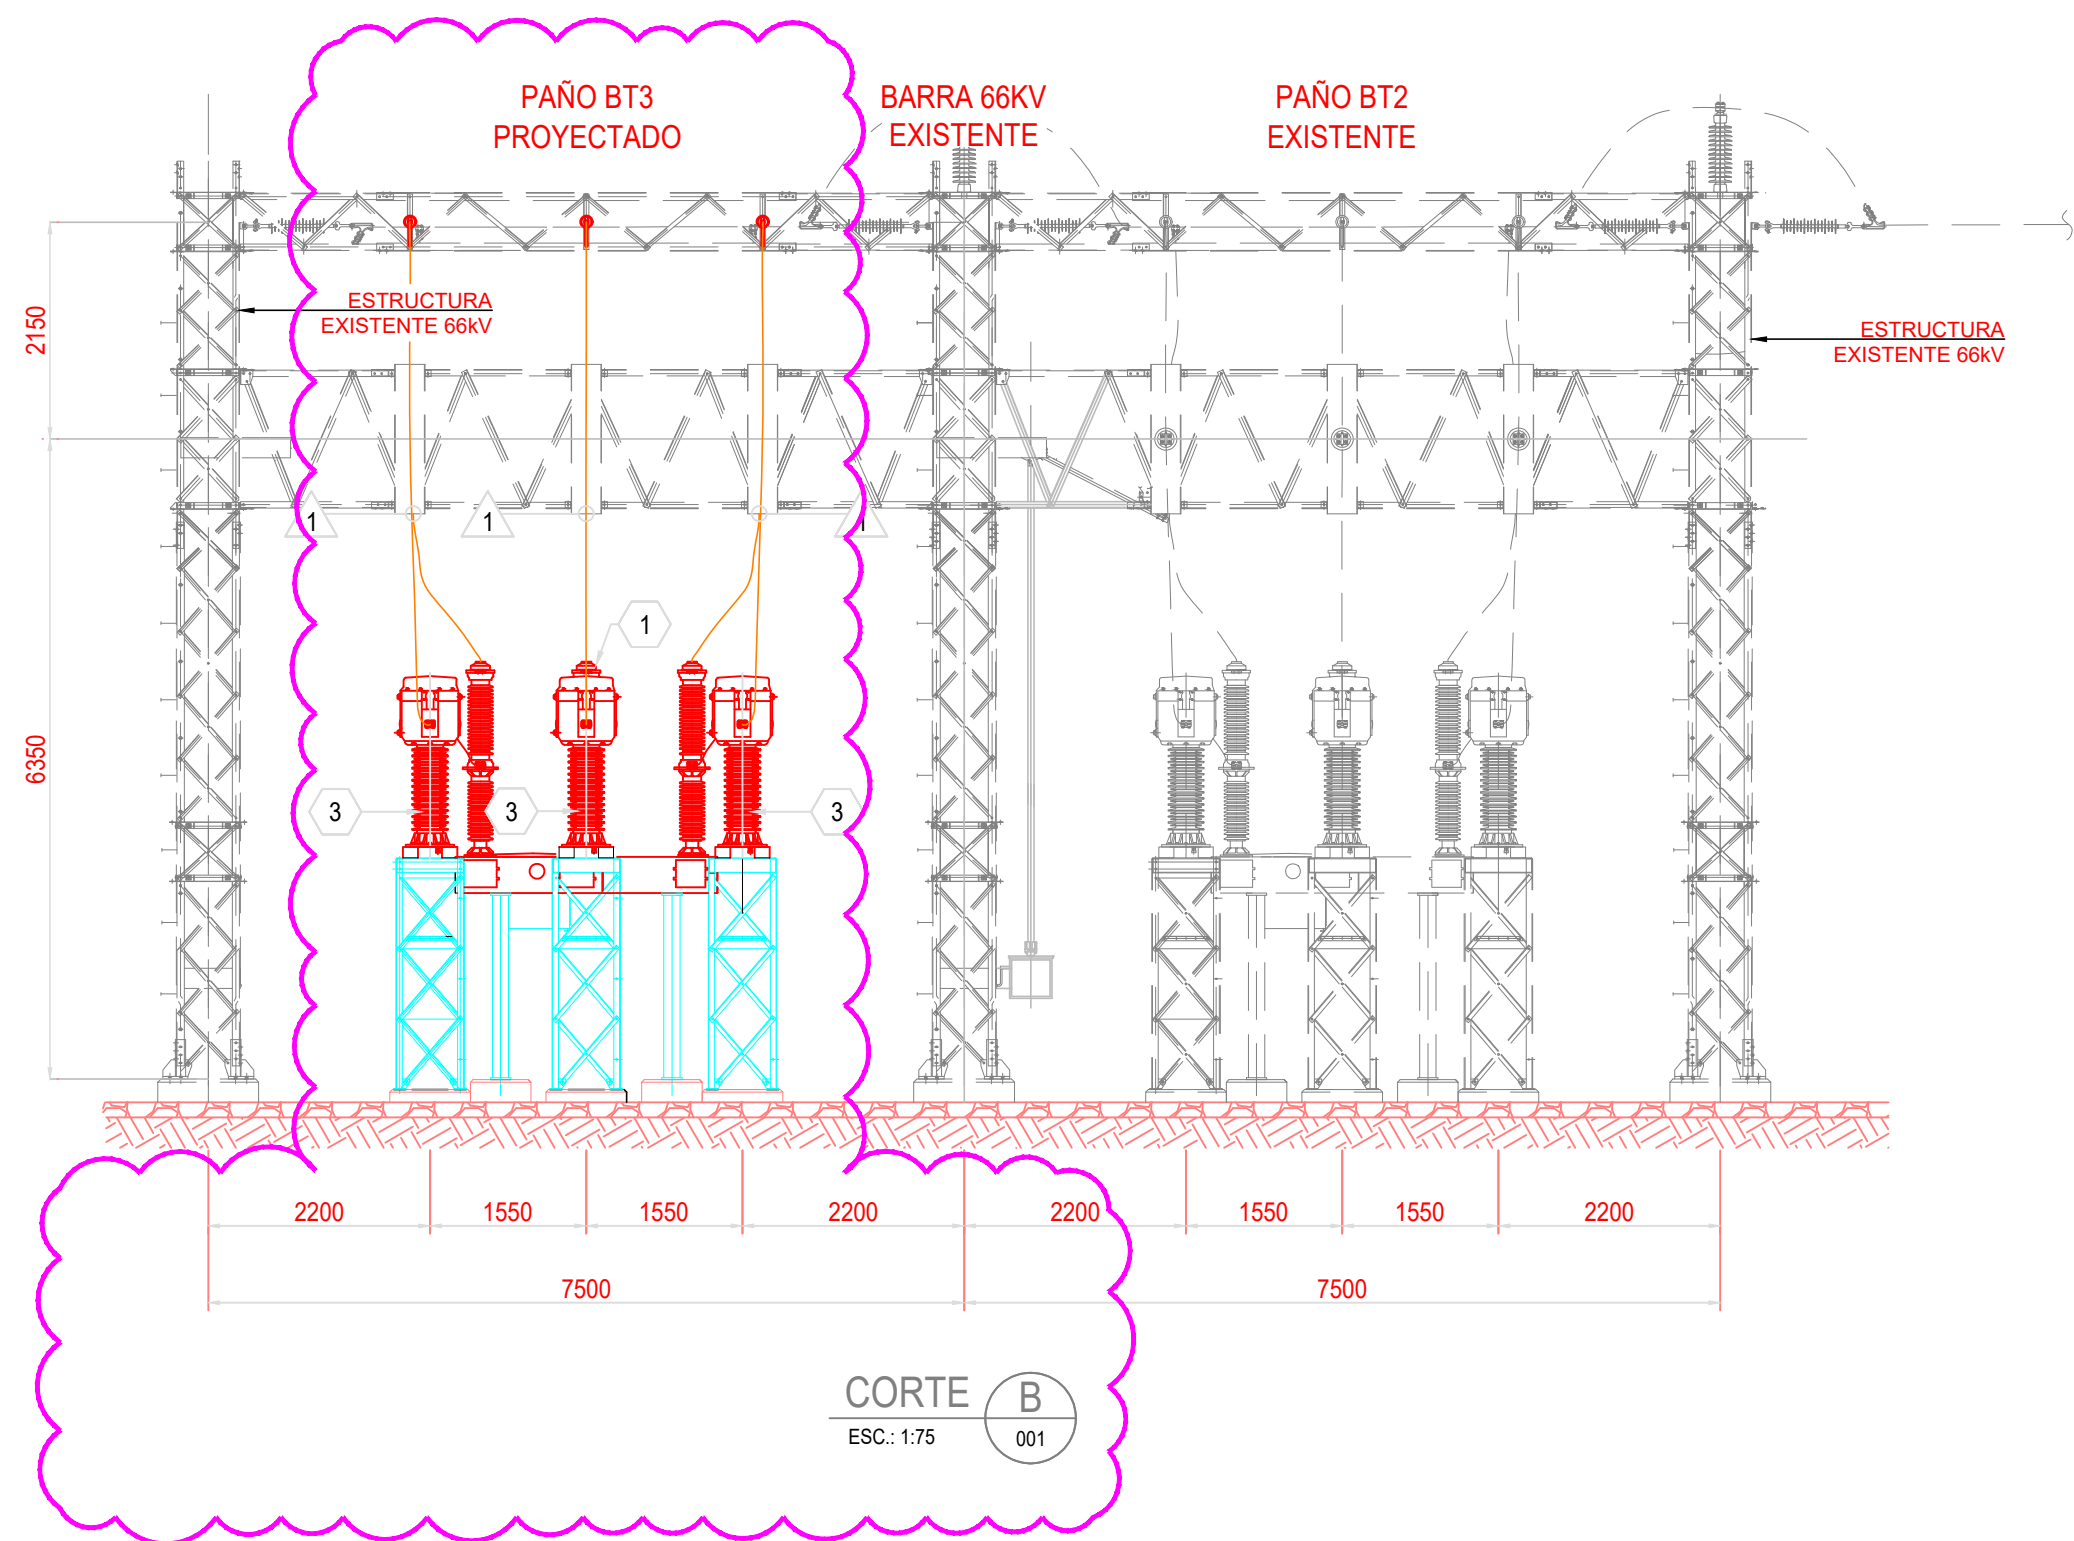 PAÑO BT3
PROYECTADO
BARRA 66KV
EXISTENTE
PAÑO BT2
EXISTENTE
ESTRUCTURA
EXISTENTE 66kV
ESTRUCTURA
EXISTENTE 66kV
2150
6350
1
1
1
1
3
3
3
2200
1550
1550
2200
2200
1550
1550
2200
7500
7500
CORTE
B
ESC.: 1:75
001